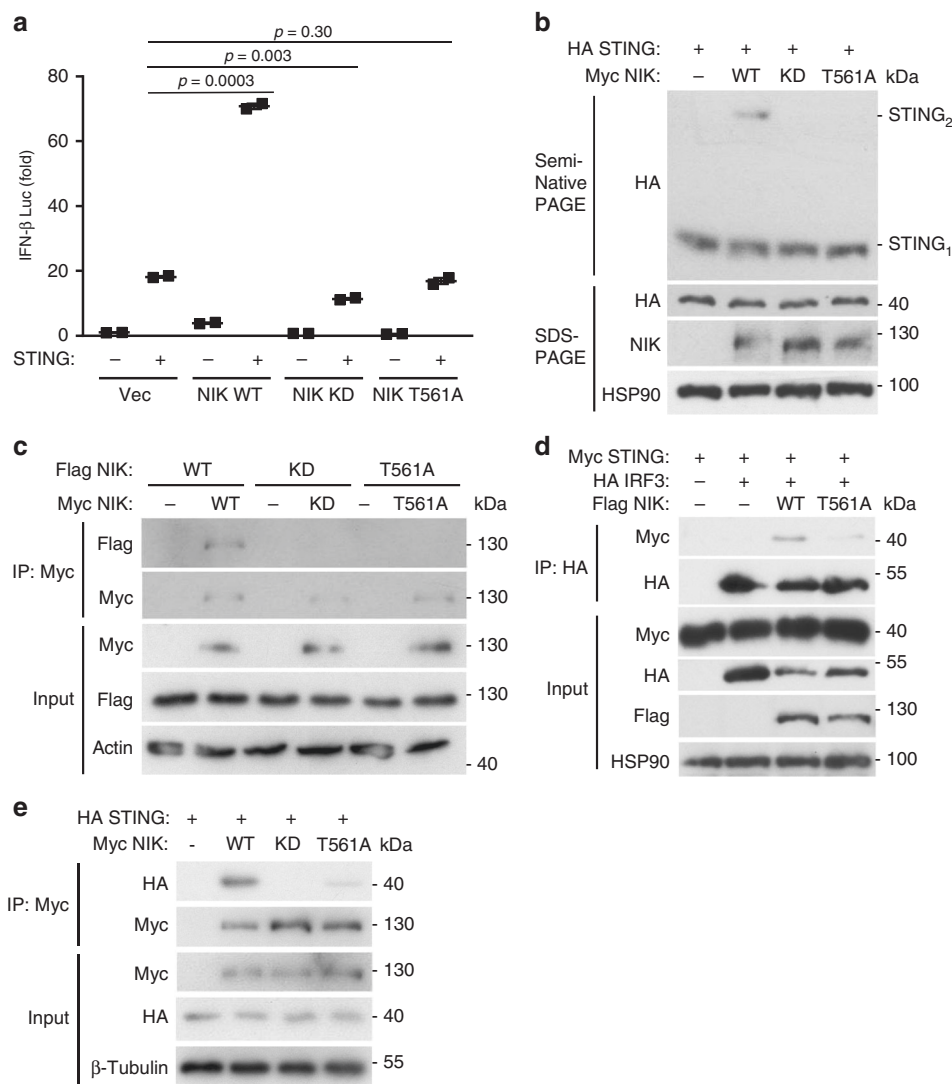 a
p = 0.30
p = 0.003
p = 0.0003
80
60
40
20
0
IFN-β Luc (fold)
STING: – + – + – + – +
Vec NIK WT NIK KD NIK T561A
b
HA STING: + + + +
Myc NIK: – WT KD T561A kDa
Semi-Native PAGE
HA
STING2
STING1
SDS-PAGE
HA - 40
NIK - 130
HSP90 - 100
c
Flag NIK: WT KD T561A
Myc NIK: – WT – KD – T561A kDa
IP: Myc
Flag - 130
Myc - 130
Input
Myc - 130
Flag - 130
Actin - 40
d
Myc STING: + + + +
HA IRF3: – + + +
Flag NIK: – – WT T561A kDa
IP: HA
Myc - 40
HA - 55
Input
Myc - 40
HA - 55
Flag - 130
HSP90 - 100
e
HA STING: + + + +
Myc NIK: - WT KD T561A kDa
IP: Myc
HA - 40
Myc - 130
Input
Myc - 130
HA - 40
β-Tubulin - 55